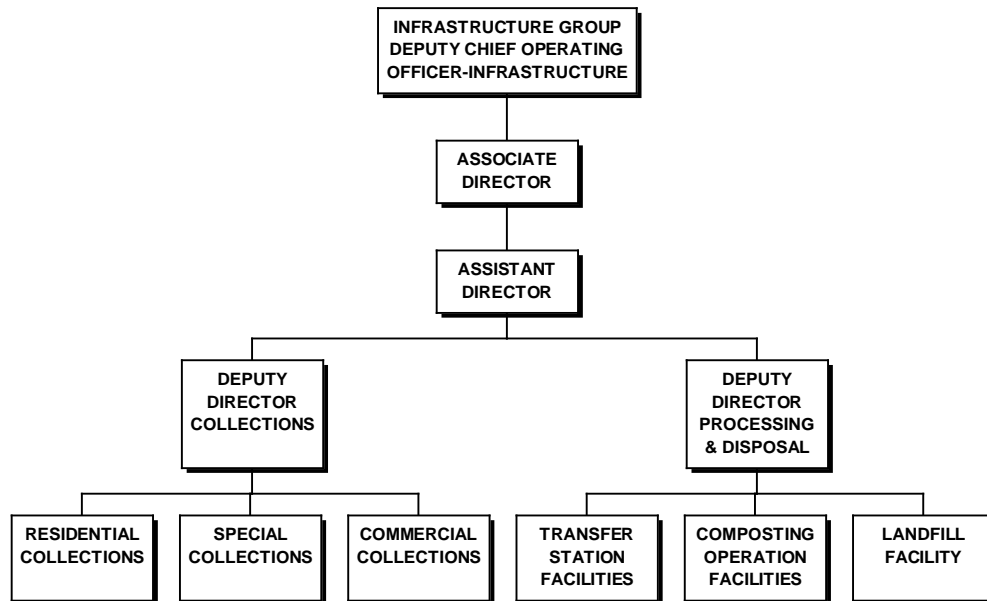 INFRASTRUCTURE GROUP
DEPUTY CHIEF OPERATING
OFFICER-INFRASTRUCTURE
ASSOCIATE
DIRECTOR
ASSISTANT
DIRECTOR
DEPUTY
DIRECTOR
COLLECTIONS
DEPUTY
DIRECTOR
PROCESSING
& DISPOSAL
RESIDENTIAL
COLLECTIONS
SPECIAL
COLLECTIONS
COMMERCIAL
COLLECTIONS
TRANSFER
STATION
FACILITIES
COMPOSTING
OPERATION
FACILITIES
LANDFILL
FACILITY